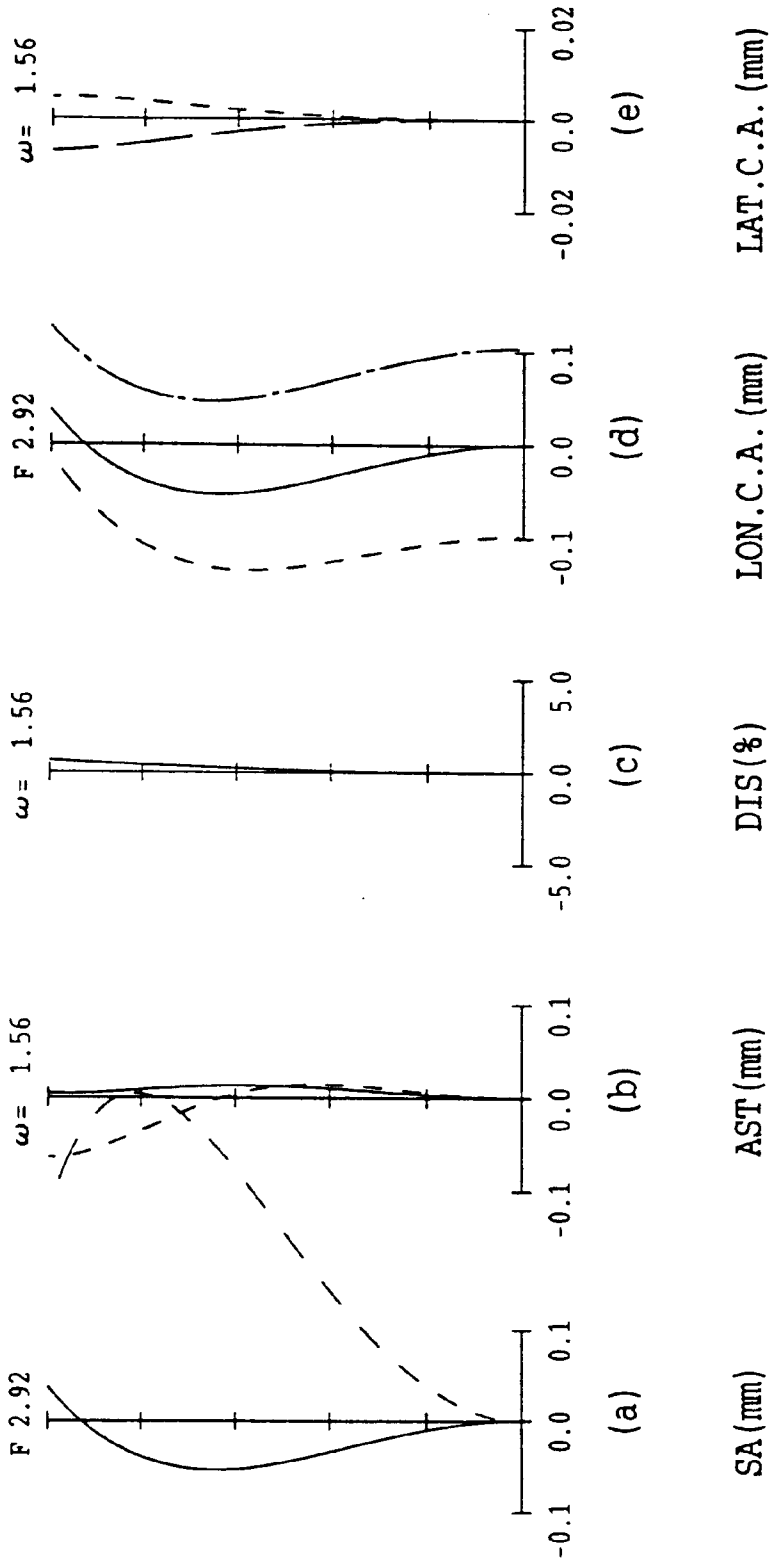 F 2.92
-0.1 0.0 0.1
(a)
SA(mm)
ω= 1.56
-0.1 0.0 0.1
(b)
AST(mm)
ω= 1.56
-5.0 0.0 5.0
(c)
DIS(%)
F 2.92
-0.1 0.0 0.1
(d)
LON.C.A.(mm)
ω= 1.56
-0.02 0.0 0.02
(e)
LAT.C.A.(mm)